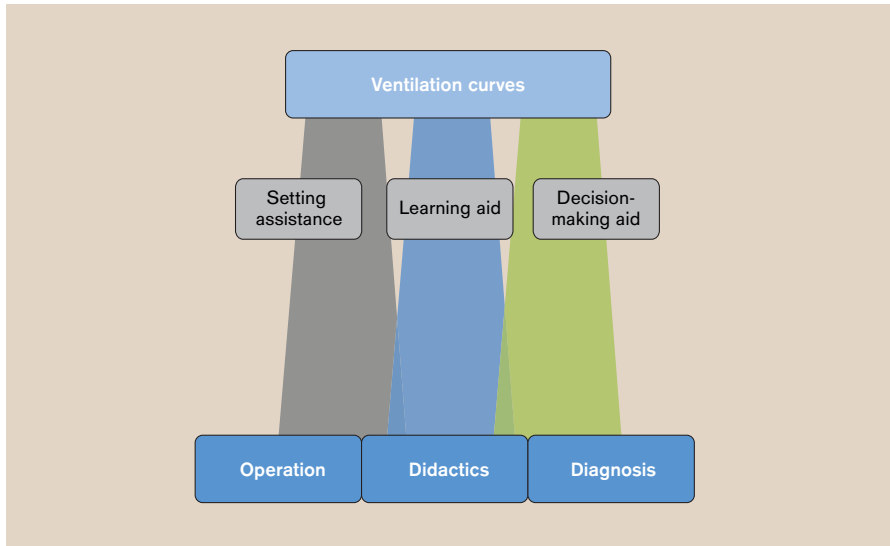 Ventilation curves
Setting
assistance
Learning aid
Decision-
making aid
Operation
Didactics
Diagnosis